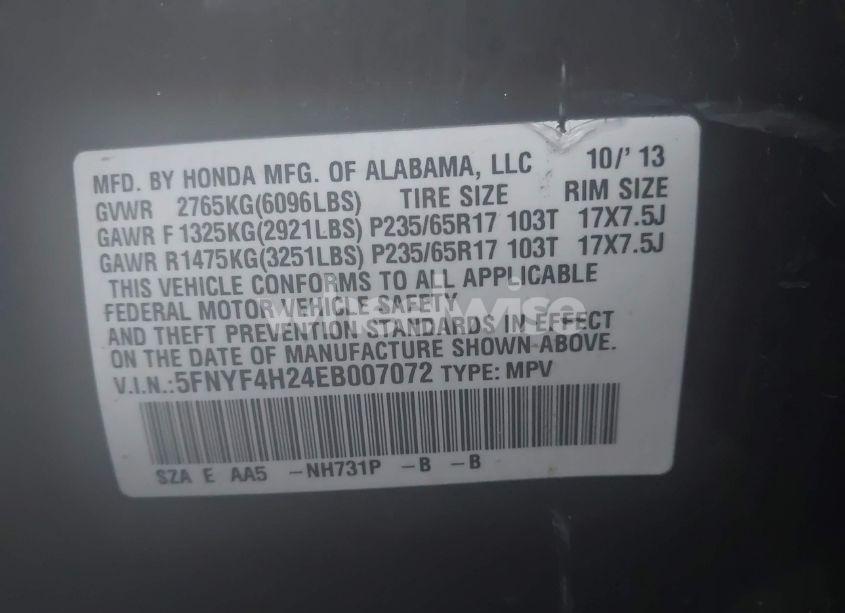 MFD. BY HONDA MFG. OF ALABAMA, LLC 10/' 13
GVWR 2765KG(6096LBS) TIRE SIZE RIM SIZE
GAWR F 1325KG(2921LBS) P235/65R17 103T 17X7.5J
GAWR R1475KG(3251LBS) P235/65R17 103T 17X7.5J
THIS VEHICLE CONFORMS TO ALL APPLICABLE
FEDERAL MOTOR VEHICLE SAFETY
AND THEFT PREVENTION STANDARDS IN EFFECT
ON THE DATE OF MANUFACTURE SHOWN ABOVE.
V.I.N.:5FNYF4H24EB007072 TYPE: MPV
SZA E AA5 -NH731P -B -B